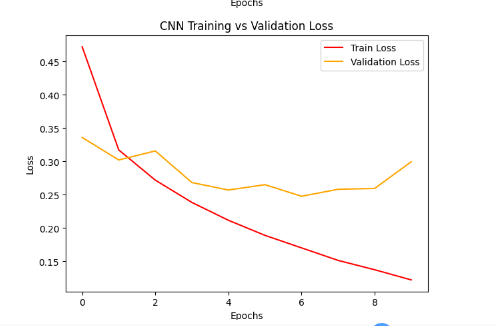 Epochs
CNN Training vs Validation Loss
Train Loss
Validation Loss
0.45
0.40
0.35
0.30
0.25
0.20
0.15
Loss
0 2 4 6 8
Epochs